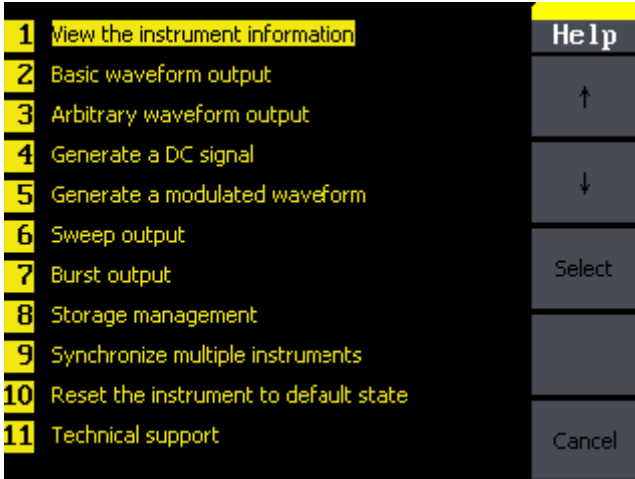 1 View the instrument information
2 Basic waveform output
3 Arbitrary waveform output
4 Generate a DC signal
5 Generate a modulated waveform
6 Sweep output
7 Burst output
8 Storage management
9 Synchronize multiple instruments
10 Reset the instrument to default state
11 Technical support
Help
↑
↓
Select
Cancel